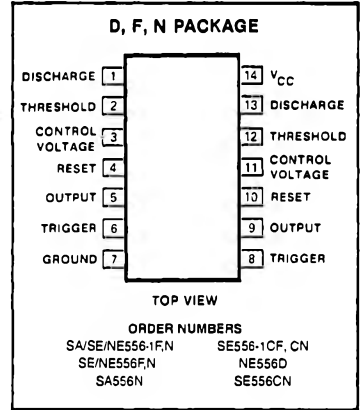 D, F, N PACKAGE
DISCHARGE 1
THRESHOLD 2
CONTROL VOLTAGE 3
RESET 4
OUTPUT 5
TRIGGER 6
GROUND 7
14 VCC
13 DISCHARGE
12 THRESHOLD
11 CONTROL VOLTAGE
10 RESET
9 OUTPUT
8 TRIGGER
TOP VIEW
ORDER NUMBERS
SA/SE/NE556-1F,N SE556-1CF, CN
SE/NE556F,N NE556D
SA556N SE556CN